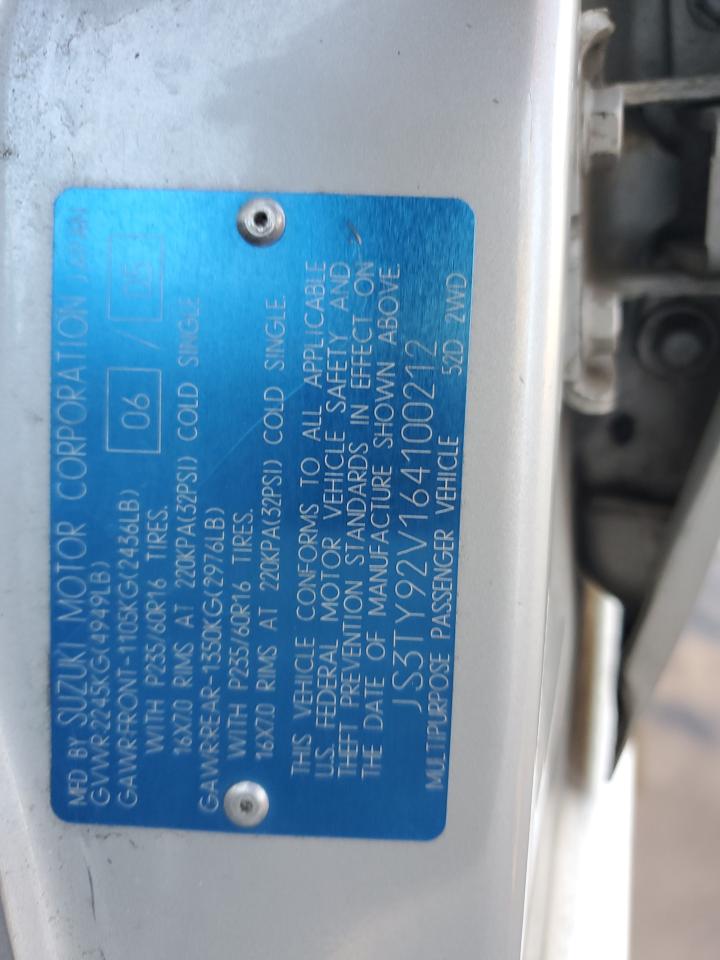 MFD BY SUZUKI MOTOR CORPORATION JAPAN
GVWR2245KG(4949LB) 06 / 05
GAWRFRONT-1105KG(2436LB)
WITH P235/60R16 TIRES.
16X7.0 RIMS AT 220KPA(32PSI) COLD SINGLE
GAWRREAR-1350KG(2976LB)
WITH P235/60R16 TIRES.
16X7.0 RIMS AT 220KPA(32PSI) COLD SINGLE.
THIS VEHICLE CONFORMS TO ALL APPLICABLE
U.S. FEDERAL MOTOR VEHICLE SAFETY AND
THEFT PREVENTION STANDARDS IN EFFECT ON
THE DATE OF MANUFACTURE SHOWN ABOVE.
JS3TY92V164100212
MULTIPURPOSE PASSENGER VEHICLE 52D 2WD